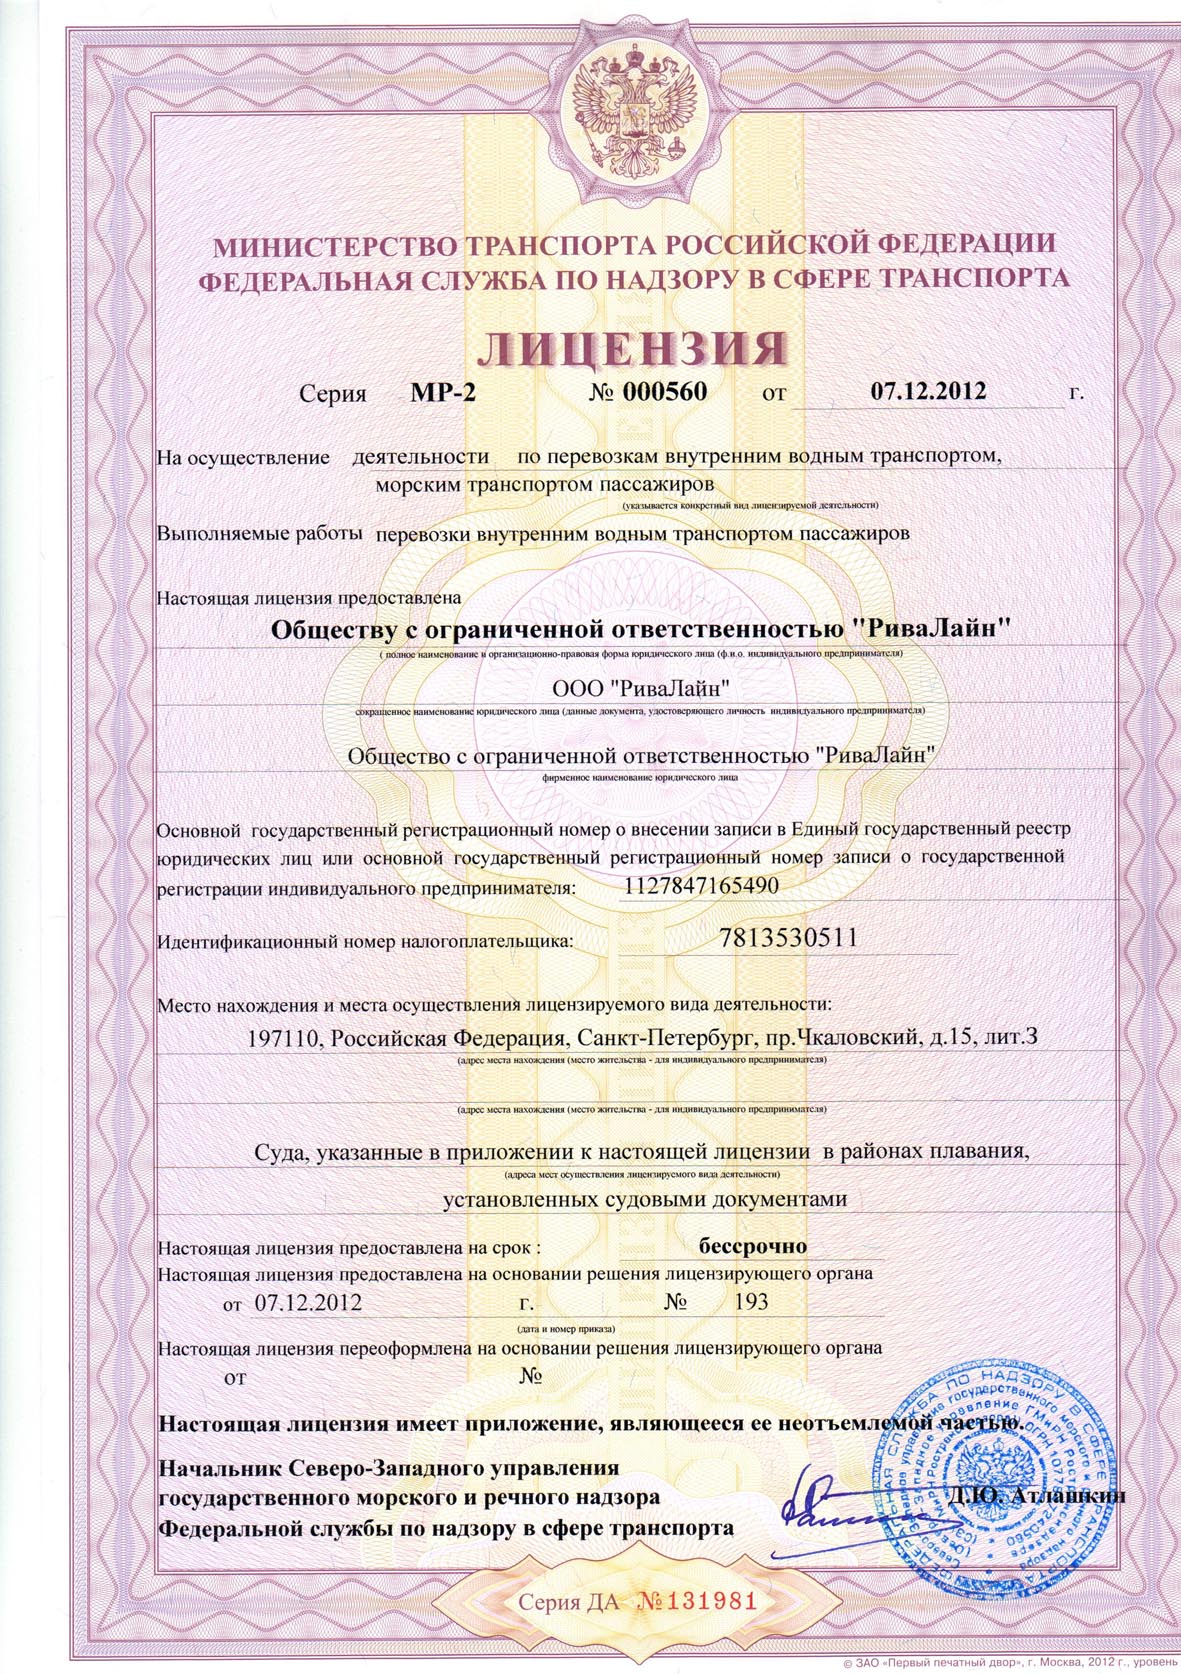 МИНИСТЕРСТВО ТРАНСПОРТА РОССИЙСКОЙ ФЕДЕРАЦИИ
ФЕДЕРАЛЬНАЯ СЛУЖБА ПО НАДЗОРУ В СФЕРЕ ТРАНСПОРТА
ЛИЦЕНЗИЯ
Серия МР-2 № 000560 от 07.12.2012 г.
На осуществление деятельности по перевозкам внутренним водным транспортом,
морским транспортом пассажиров
(указывается конкретный вид лицензируемой деятельности)
Выполняемые работы перевозки внутренним водным транспортом пассажиров
Настоящая лицензия предоставлена
Обществу с ограниченной ответственностью "РиваЛайн"
( полное наименование и организационно-правовая форма юридического лица (ф.и.о. индивидуального предпринимателя)
ООО "РиваЛайн"
сокращенное наименование юридического лица (данные документа, удостоверяющего личность индивидуального предпринимателя)
Общество с ограниченной ответственностью "РиваЛайн"
фирменное наименование юридического лица
Основной государственный регистрационный номер о внесении записи в Единый государственный реестр
юридических лиц или основной государственный регистрационный номер записи о государственной
регистрации индивидуального предпринимателя: 1127847165490
Идентификационный номер налогоплательщика: 7813530511
Место нахождения и места осуществления лицензируемого вида деятельности:
197110, Российская Федерация, Санкт-Петербург, пр.Чкаловский, д.15, лит.З
(адрес места нахождения (место жительства - для индивидуального предпринимателя)
(адрес места нахождения (место жительства - для индивидуального предпринимателя)
Суда, указанные в приложении к настоящей лицензии в районах плавания,
(адреса мест осуществления лицензируемого вида деятельности)
установленных судовыми документами
Настоящая лицензия предоставлена на срок : бессрочно
Настоящая лицензия предоставлена на основании решения лицензирующего органа
от 07.12.2012 г. № 193
(дата и номер приказа)
Настоящая лицензия переоформлена на основании решения лицензирующего органа
от №
Настоящая лицензия имеет приложение, являющееся ее неотъемлемой частью.
Начальник Северо-Западного управления
государственного морского и речного надзора Д.Ю. Атлашкин
Федеральной службы по надзору в сфере транспорта
ФЕДЕРАЛЬНАЯ СЛУЖБА ПО НАДЗОРУ В СФЕРЕ ТРАНСПОРТА
Серия ДА №131981
© ЗАО «Первый печатный двор», г. Москва, 2012 г., уровень